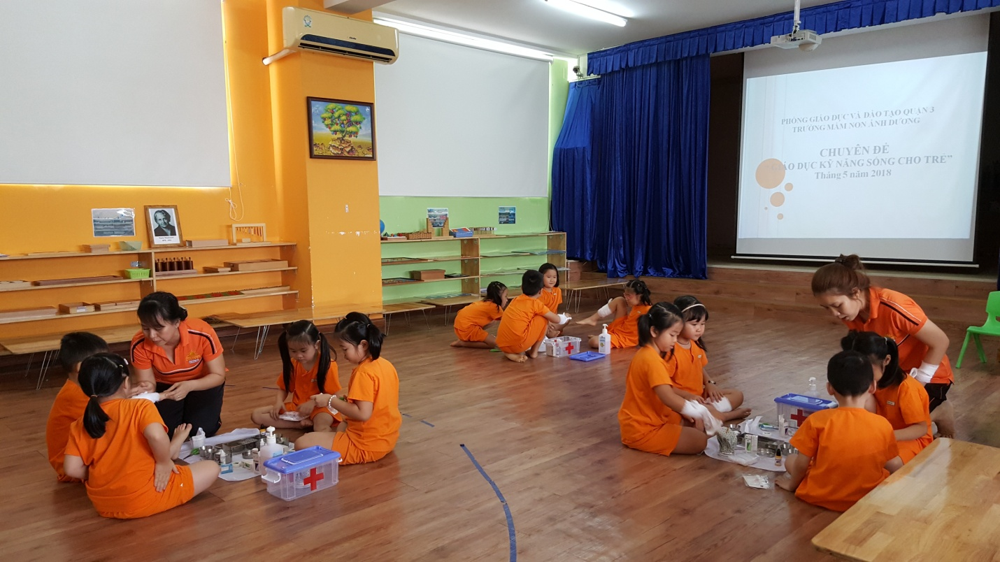 PHÒNG GIÁO DỤC VÀ ĐÀO TẠO QUẬN 3
TRƯỜNG MẦM NON ÁNH DƯƠNG
CHUYÊN ĐỀ
“GIÁO DỤC KỸ NĂNG SỐNG CHO TRẺ”
Tháng 5 năm 2018